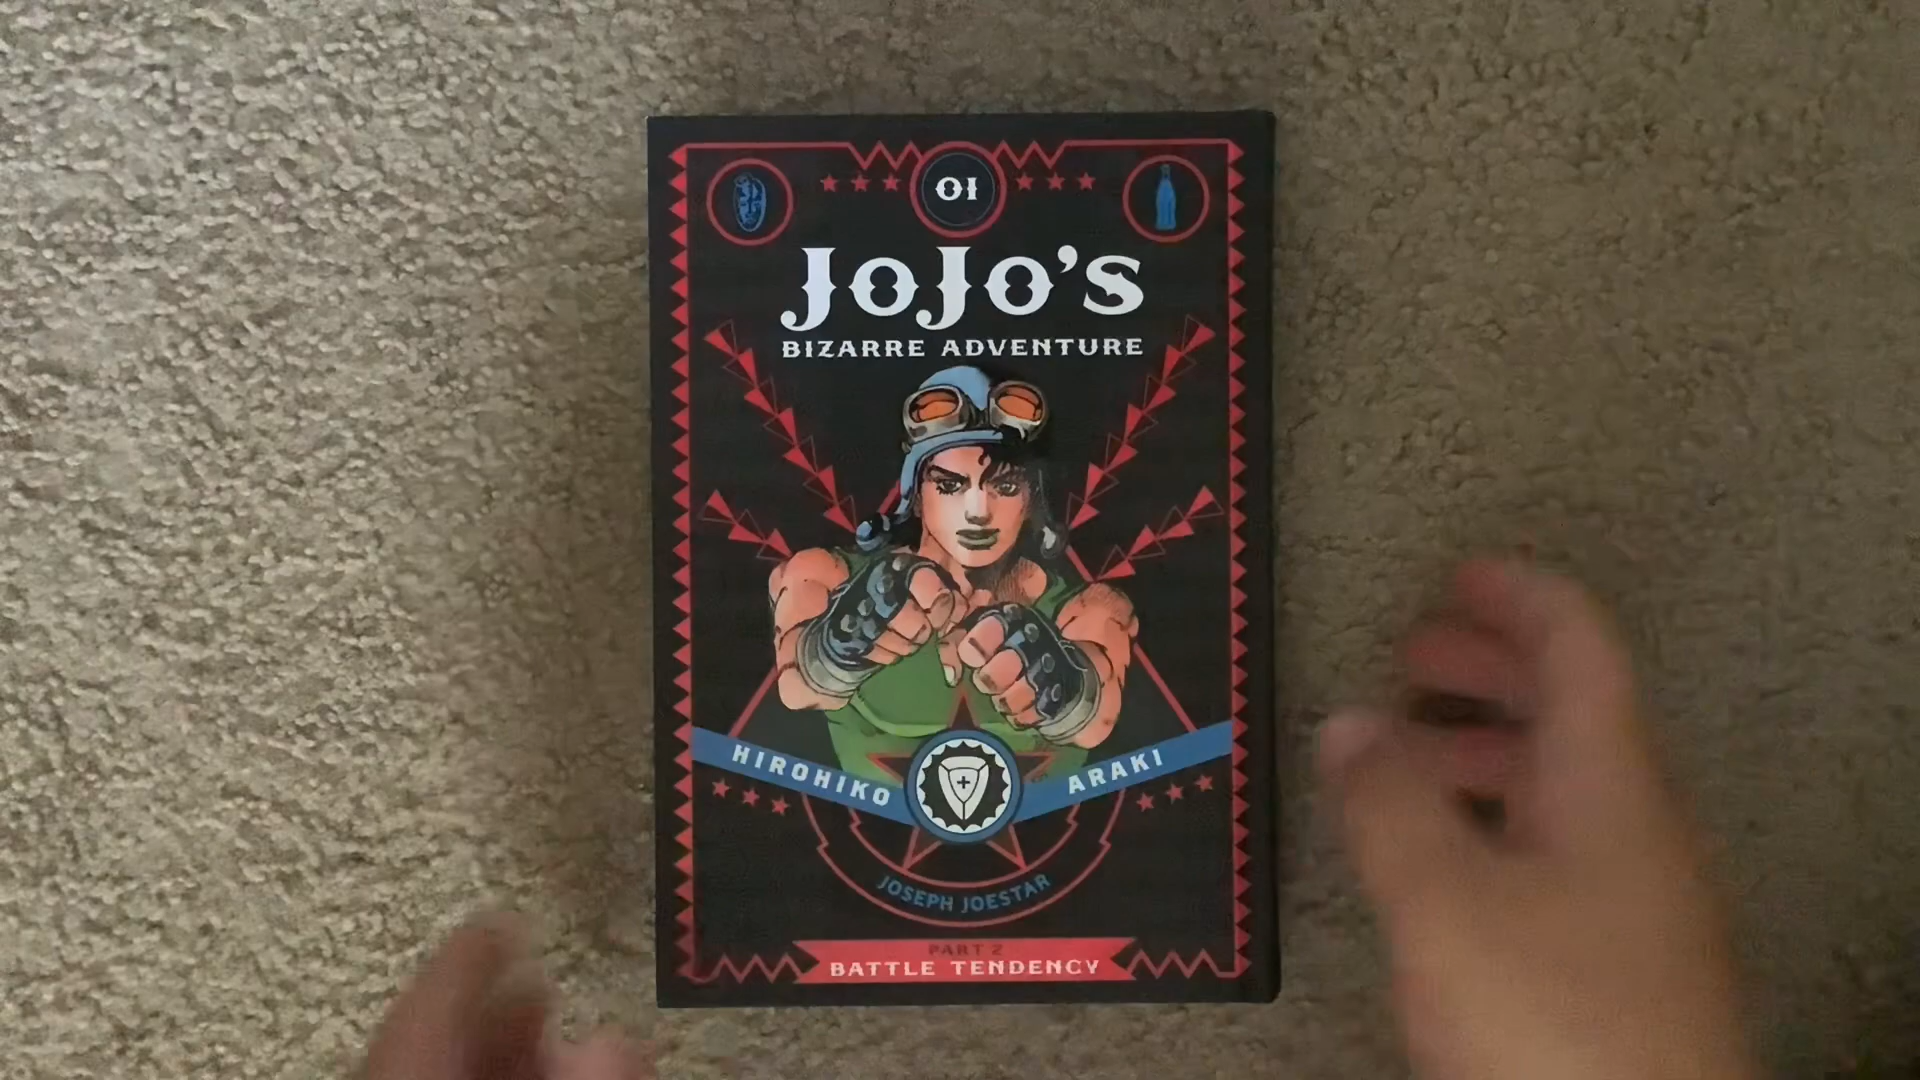 01
JOJO'S
BIZARRE ADVENTURE
HIROHIKO ARAKI
JOSEPH JOESTAR
PART 2
BATTLE TENDENCY